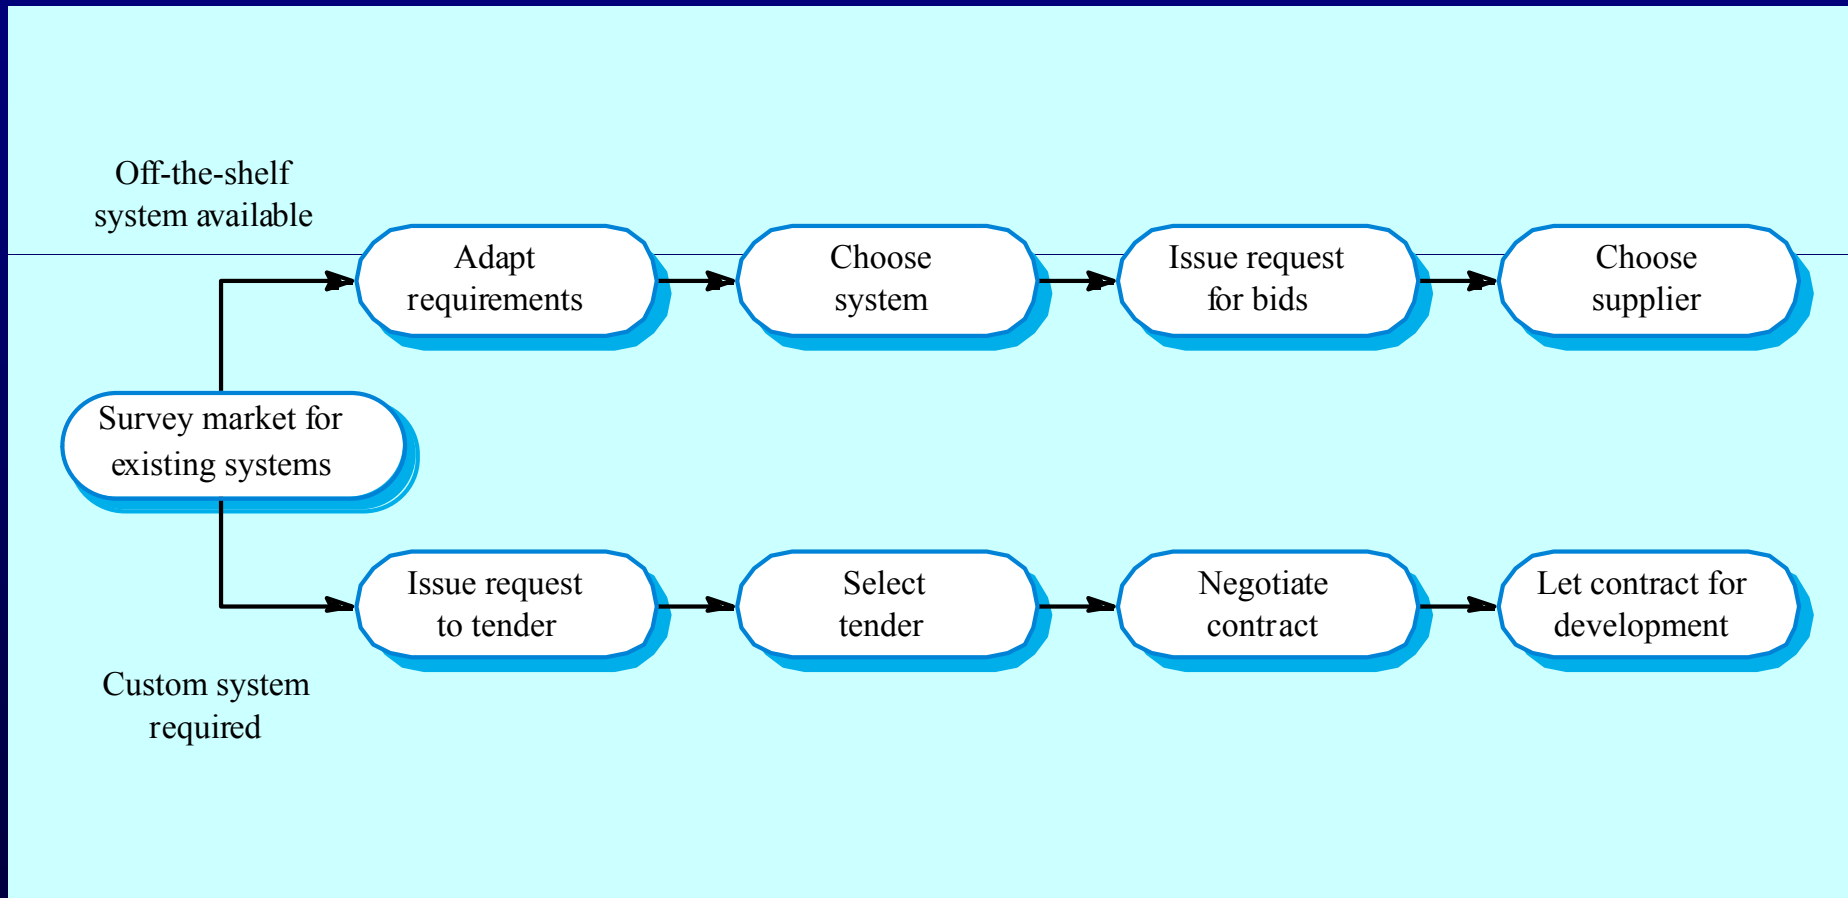 Off-the-shelf
system available
Adapt
requirements
Choose
system
Issue request
for bids
Choose
supplier
Survey market for
existing systems
Issue request
to tender
Select
tender
Negotiate
contract
Let contract for
development
Custom system
required